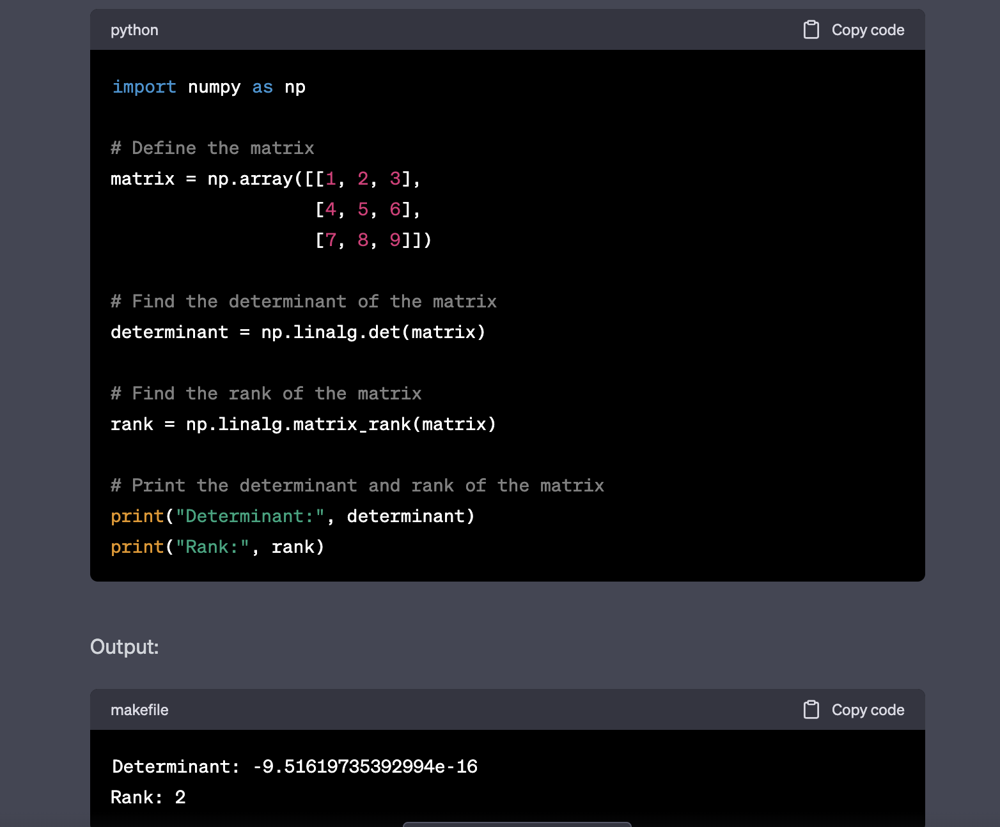 python
Copy code
import numpy as np
# Define the matrix
matrix = np.array([[1, 2, 3],
                   [4, 5, 6],
                   [7, 8, 9]])
# Find the determinant of the matrix
determinant = np.linalg.det(matrix)
# Find the rank of the matrix
rank = np.linalg.matrix_rank(matrix)
# Print the determinant and rank of the matrix
print("Determinant:", determinant)
print("Rank:", rank)
Output:
makefile
Copy code
Determinant: -9.51619735392994e-16
Rank: 2